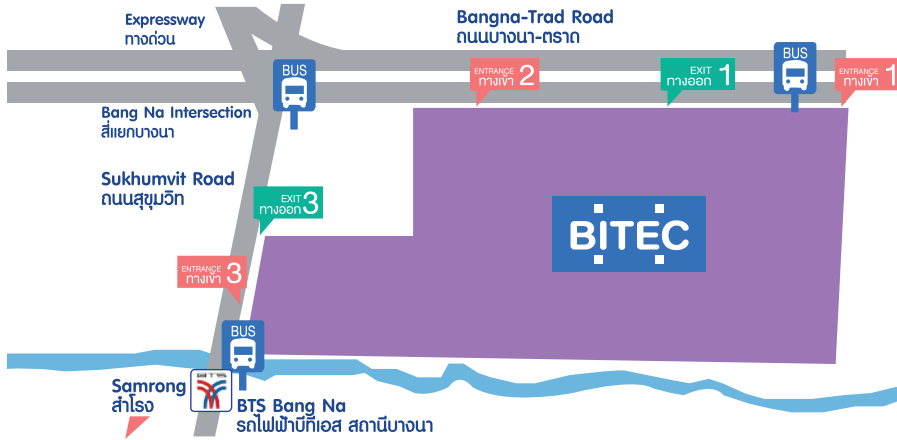 Expressway
ทางด่วน
Bangna-Trad Road
ถนนบางนา-ตราด
BUS
BUS
ENTRANCE
ทางเข้า 2
EXIT
ทางออก 1
ENTRANCE
ทางเข้า 1
Bang Na Intersection
สี่แยกบางนา
Sukhumvit Road
ถนนสุขุมวิท
EXIT
ทางออก 3
BITEC
ENTRANCE
ทางเข้า 3
BUS
Samrong
สำโรง
BTS
BTS Bang Na
รถไฟฟ้าบีทีเอส สถานีบางนา